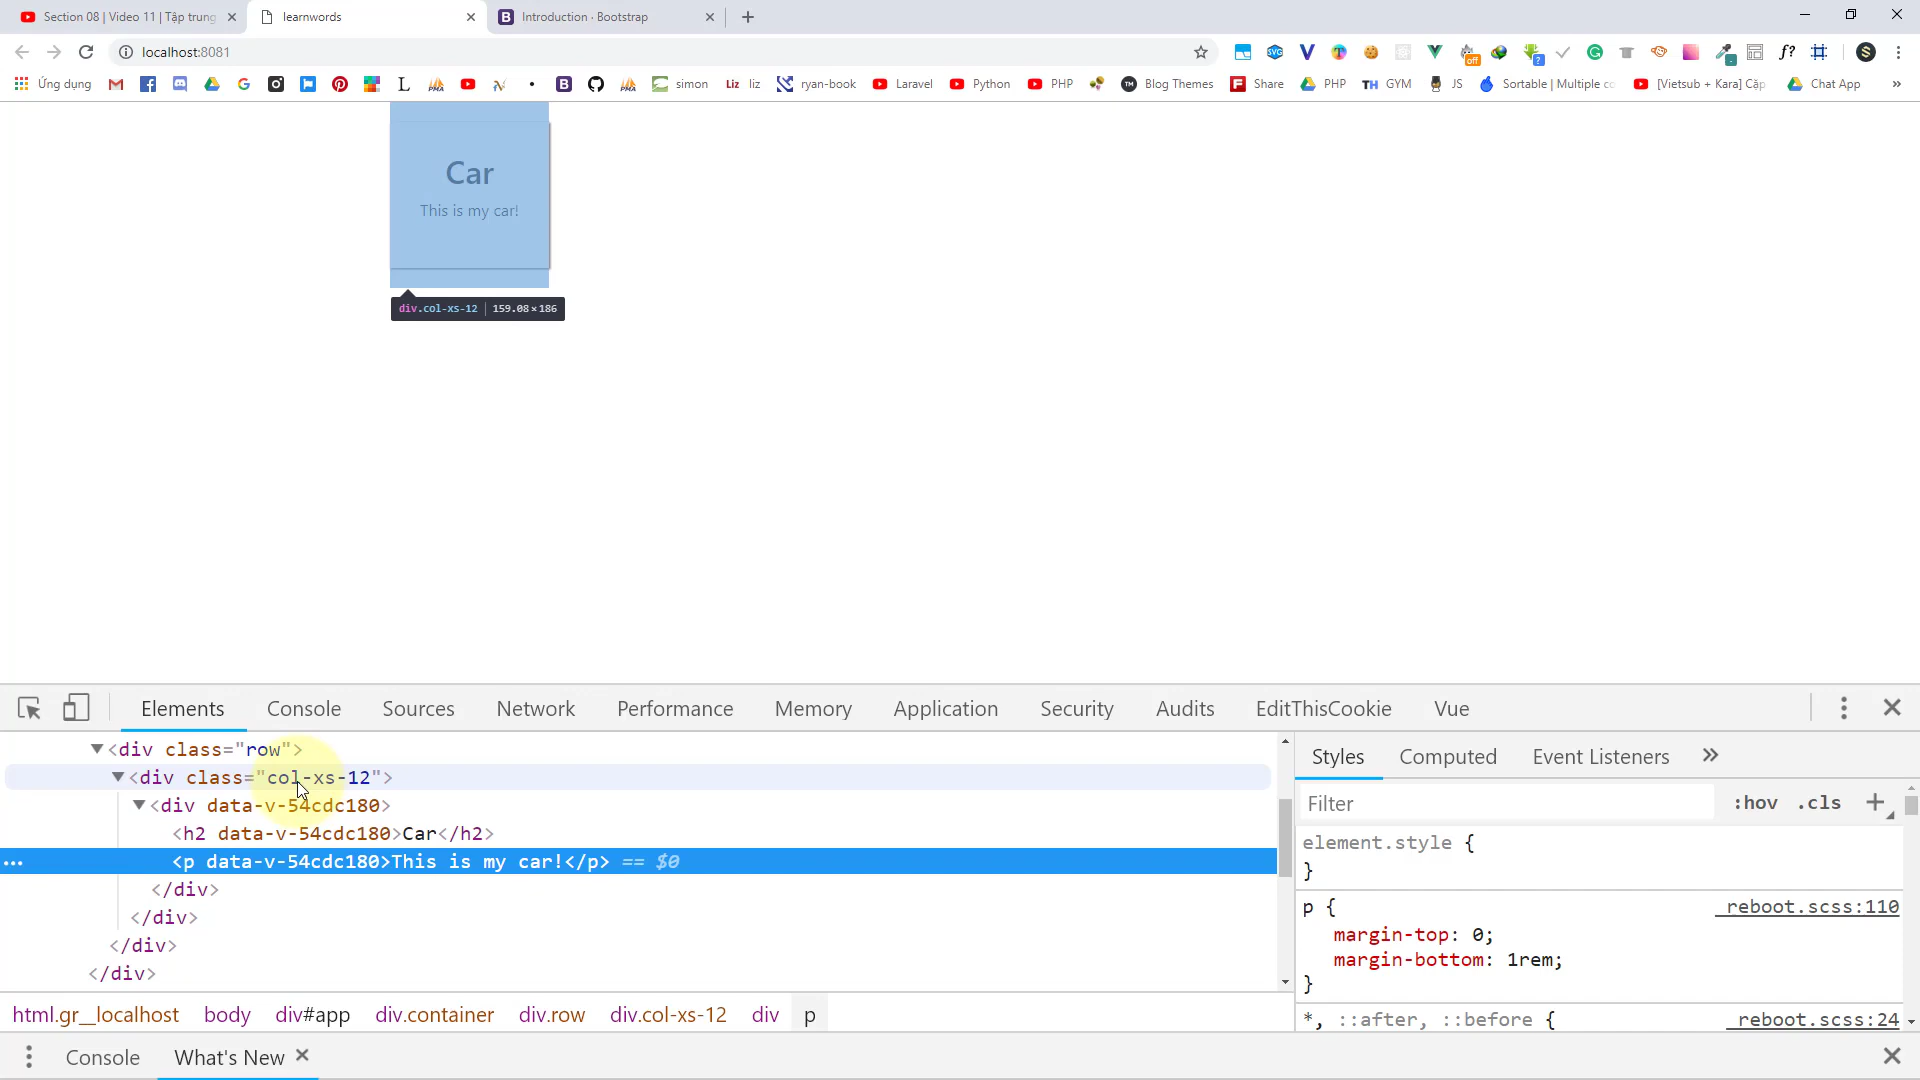 Section 08 | Video 11 | Tập trung
learnwords
Introduction · Bootstrap
localhost:8081
off
?
f?
S
Ứng dụng
simon
Liz liz
ryan-book
Laravel
Python
PHP
Blog Themes
Share
PHP
TH GYM
JS
Sortable | Multiple co
[Vietsub + Kara] Cặp
Chat App
»
Car
This is my car!
div.col-xs-12 | 159.08×186
Elements
Console
Sources
Network
Performance
Memory
Application
Security
Audits
EditThisCookie
Vue
<div class="row">
<div class="col-xs-12">
<div data-v-54cdc180>
<h2 data-v-54cdc180>Car</h2>
... <p data-v-54cdc180>This is my car!</p> == $0
</div>
</div>
</div>
</div>
html.gr__localhost body div#app div.container div.row div.col-xs-12 div p
Styles
Computed
Event Listeners
»
Filter
:hov .cls +
element.style {
}
p {
_reboot.scss:110
margin-top: 0;
margin-bottom: 1rem;
}
*, ::after, ::before {
_reboot.scss:24
Console
What's New